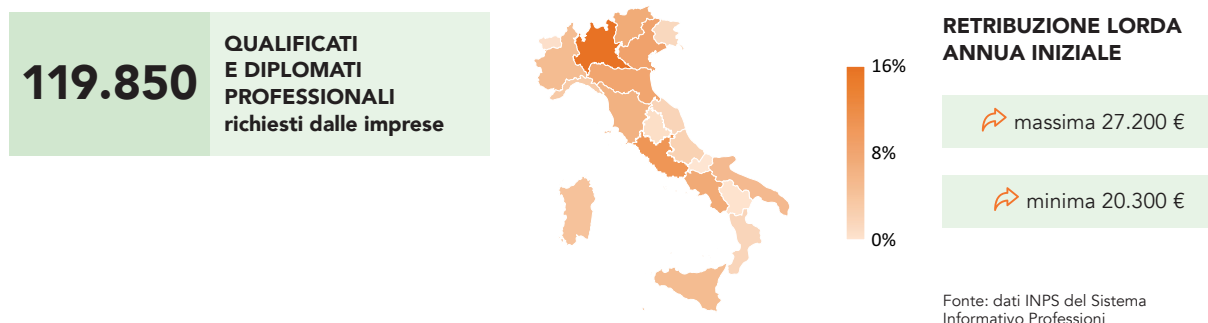 119.850
QUALIFICATI
E DIPLOMATI
PROFESSIONALI
richiesti dalle imprese
16%
8%
0%
RETRIBUZIONE LORDA
ANNUA INIZIALE
massima 27.200 €
minima 20.300 €
Fonte: dati INPS del Sistema
Informativo Professioni